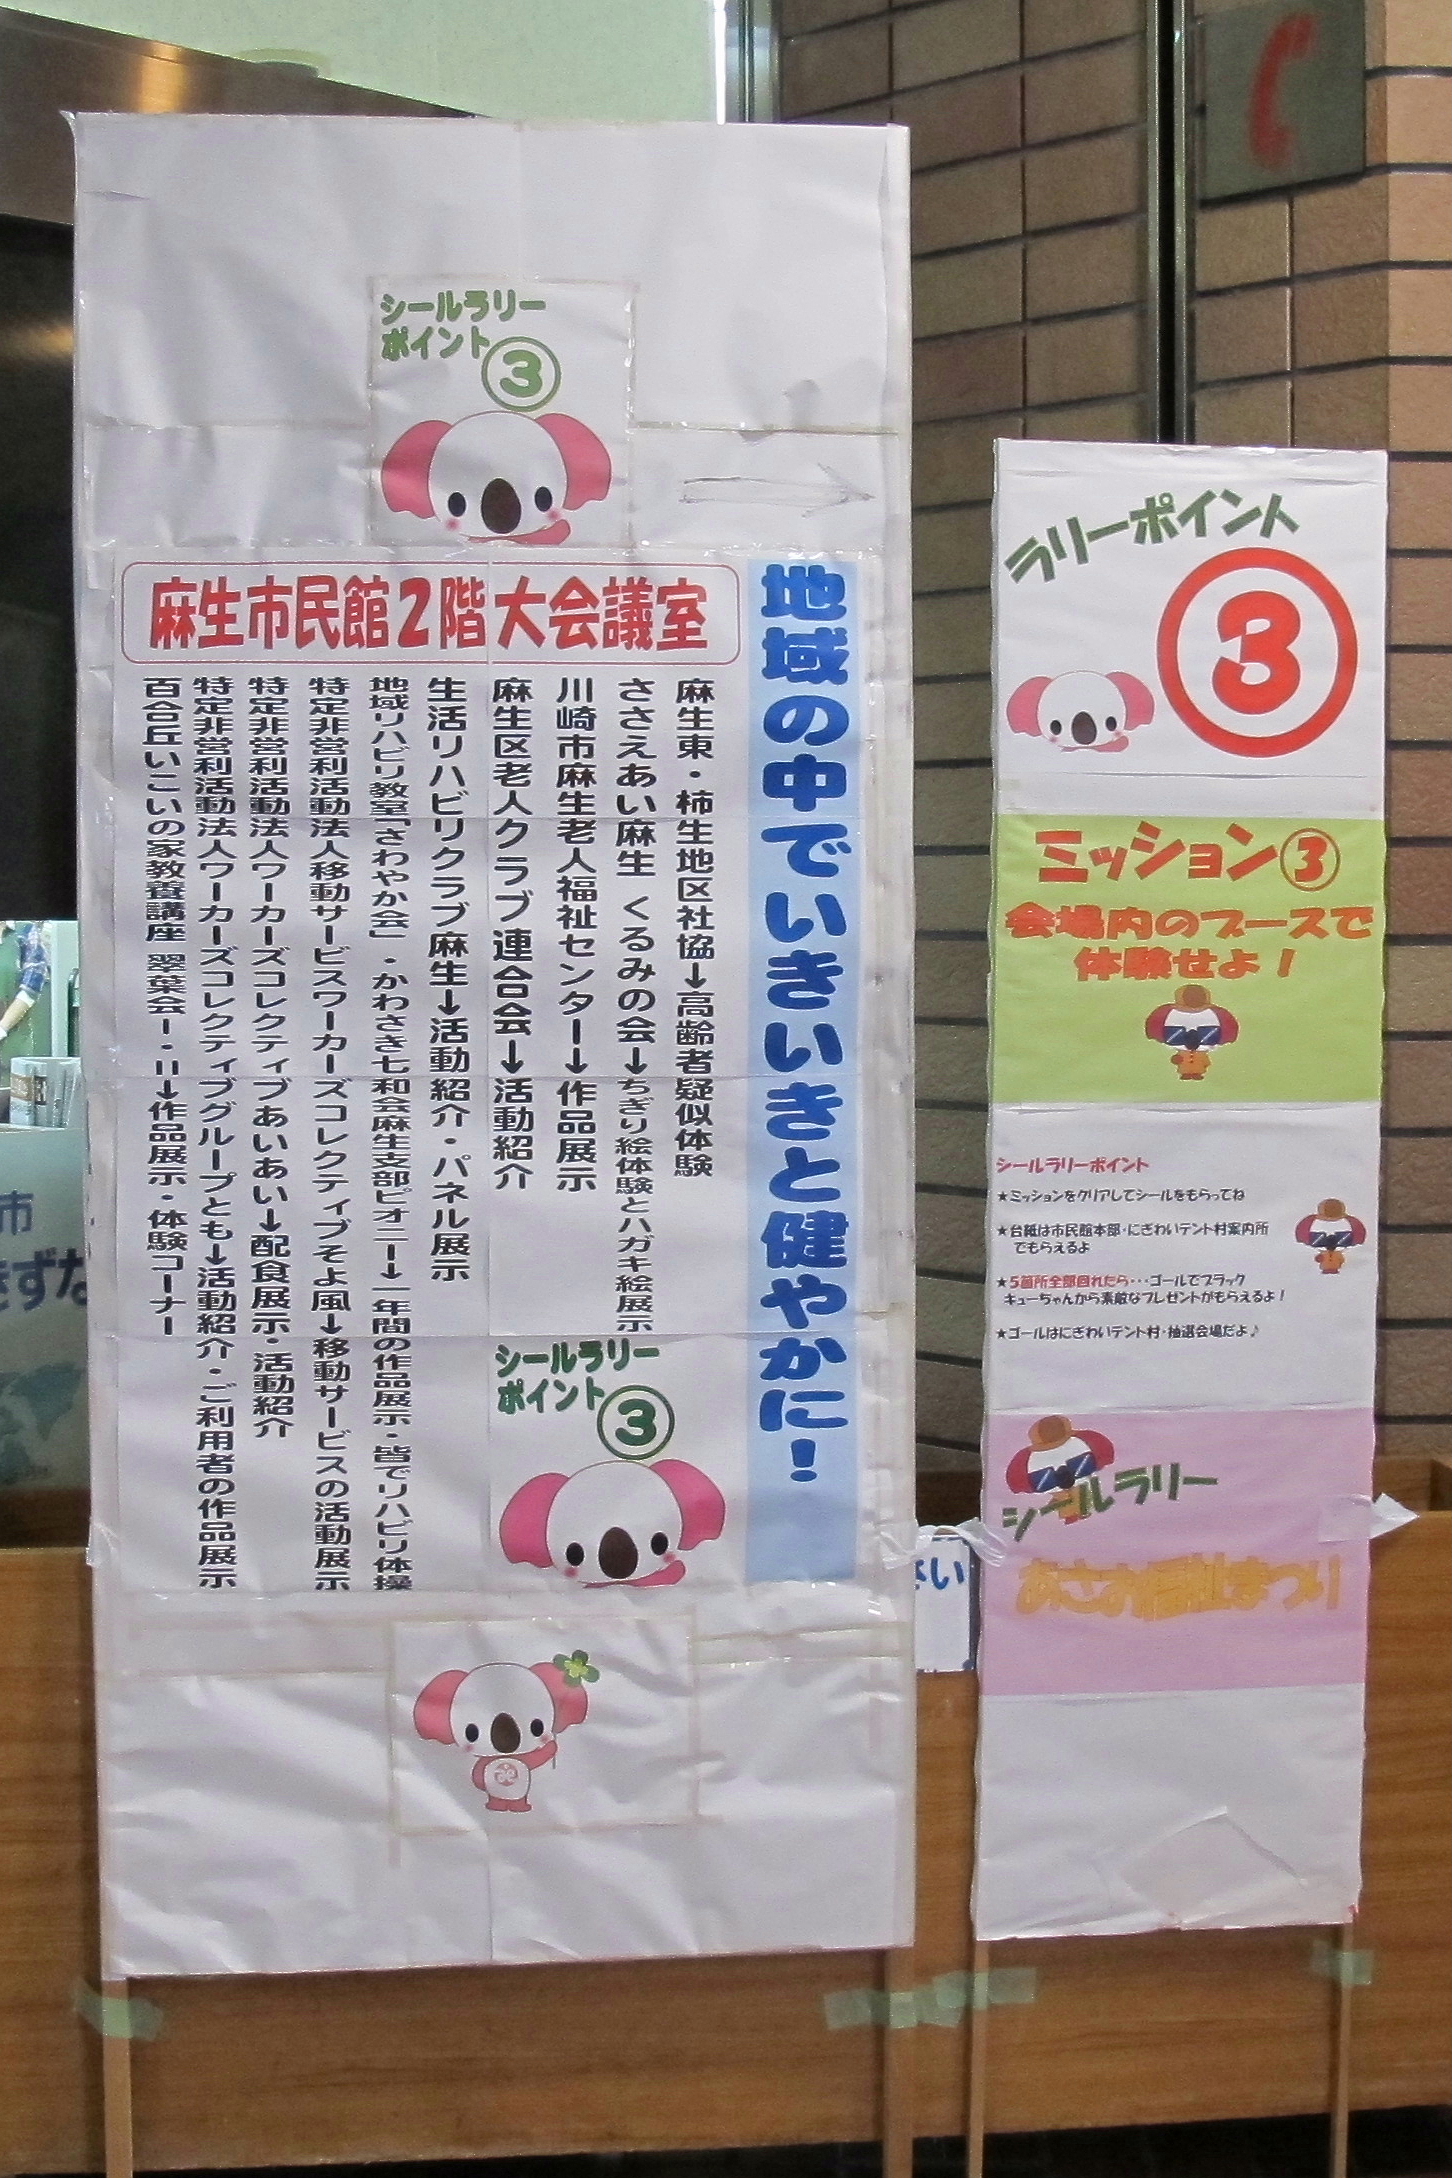 シールラリー
ポイント③
麻生市民館2階 大会議室
地域の中でいきいきと健やかに！
麻生東・柿生地区社協→高齢者疑似体験
ささえあい麻生 くるみの会→ちぎり絵体験とハガキ絵展示
川崎市麻生老人福祉センター→作品展示
麻生区老人クラブ連合会→活動紹介
生活リハビリクラブ麻生→活動紹介・パネル展示
地域リハビリ教室「さわやか会」・かわさき七和会麻生支部ピオニー→一年間の作品展示・皆でリハビリ体操
特定非営利活動法人移動サービスワーカーズコレクティブそよ風→移動サービスの活動展示
特定非営利活動法人ワーカーズコレクティブあいあい→配食展示・活動紹介
特定非営利活動法人ワーカーズコレクティブグループとも→活動紹介・ご利用者の作品展示
百合丘いこいの家教養講座 翠葉会Ⅰ・Ⅱ→作品展示・体験コーナー
シールラリー
ポイント③
ラリーポイント
③
ミッション③
会場内のブースで
体験せよ！
シールラリーポイント
★ミッションをクリアしてシールをもらってね
★台紙は市民館本部・にぎわいテント村案内所
でもらえるよ
★5箇所全部回れたら・・・ゴールでブラック
キューちゃんから素敵なプレゼントがもらえるよ！
★ゴールはにぎわいテント村・抽選会場だよ♪
シールラリー
あさお福祉まつり
市
きずな
さい